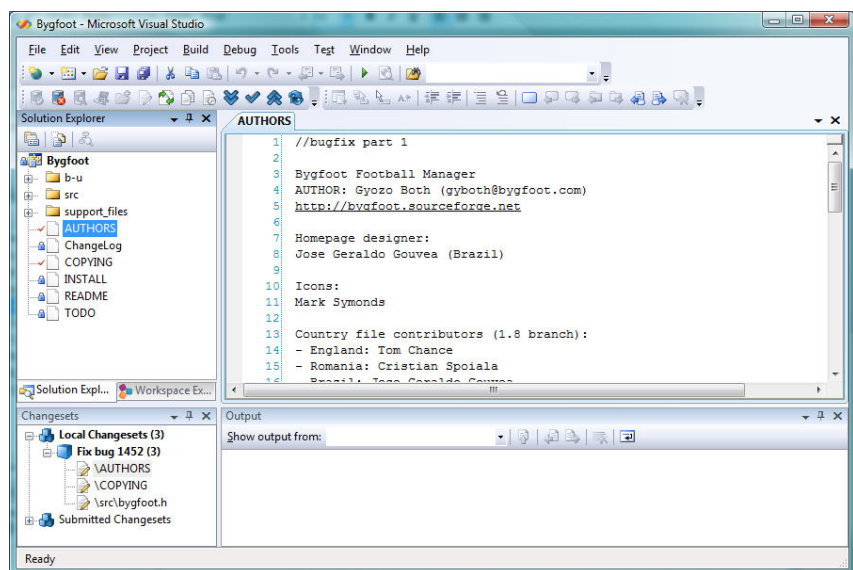 Bygfoot - Microsoft Visual Studio
File Edit View Project Build Debug Tools Test Window Help
Solution Explorer
Bygfoot
b-u
src
support_files
AUTHORS
ChangeLog
COPYING
INSTALL
README
TODO
Solution Expl... Workspace Ex...
AUTHORS
1 //bugfix part 1
2
3 Bygfoot Football Manager
4 AUTHOR: Gyozo Both (gyboth@bygfoot.com)
5 http://bygfoot.sourceforge.net
6
7 Homepage designer:
8 Jose Geraldo Gouvea (Brazil)
9
10 Icons:
11 Mark Symonds
12
13 Country file contributors (1.8 branch):
14 - England: Tom Chance
15 - Romania: Cristian Spoiala
16 - Brazil: Jose Geraldo Gouvea
Changesets
Local Changesets (3)
Fix bug 1452 (3)
\AUTHORS
\COPYING
\src\bygfoot.h
Submitted Changesets
Output
Show output from:
Ready